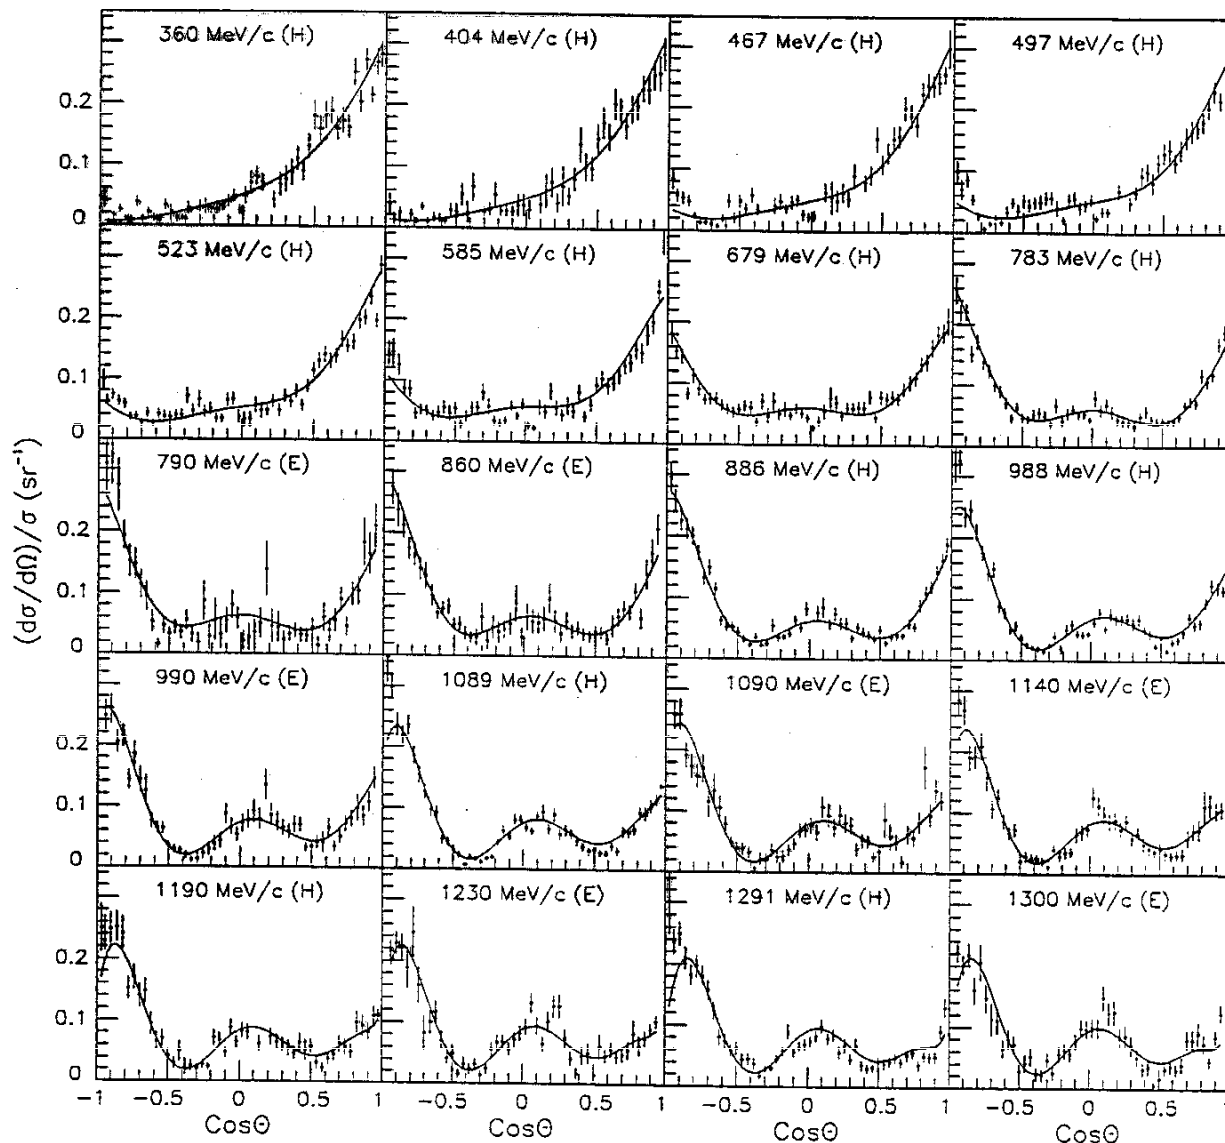 360 MeV/c (H) 404 MeV/c (H) 467 MeV/c (H) 497 MeV/c (H)
0.2
0.1
0
523 MeV/c (H) 585 MeV/c (H) 679 MeV/c (H) 783 MeV/c (H)
0.2
0.1
0
790 MeV/c (E) 860 MeV/c (E) 886 MeV/c (H) 988 MeV/c (H)
(dσ/dΩ)/σ (sr⁻¹)
0.2
0.1
0
990 MeV/c (E) 1089 MeV/c (H) 1090 MeV/c (E) 1140 MeV/c (E)
0.2
0.1
0
1190 MeV/c (H) 1230 MeV/c (E) 1291 MeV/c (H) 1300 MeV/c (E)
0.2
0.1
0
-1 -0.5 0 0.5 1 -0.5 0 0.5 1 -0.5 0 0.5 1 -0.5 0 0.5 1
CosΘ CosΘ CosΘ CosΘ